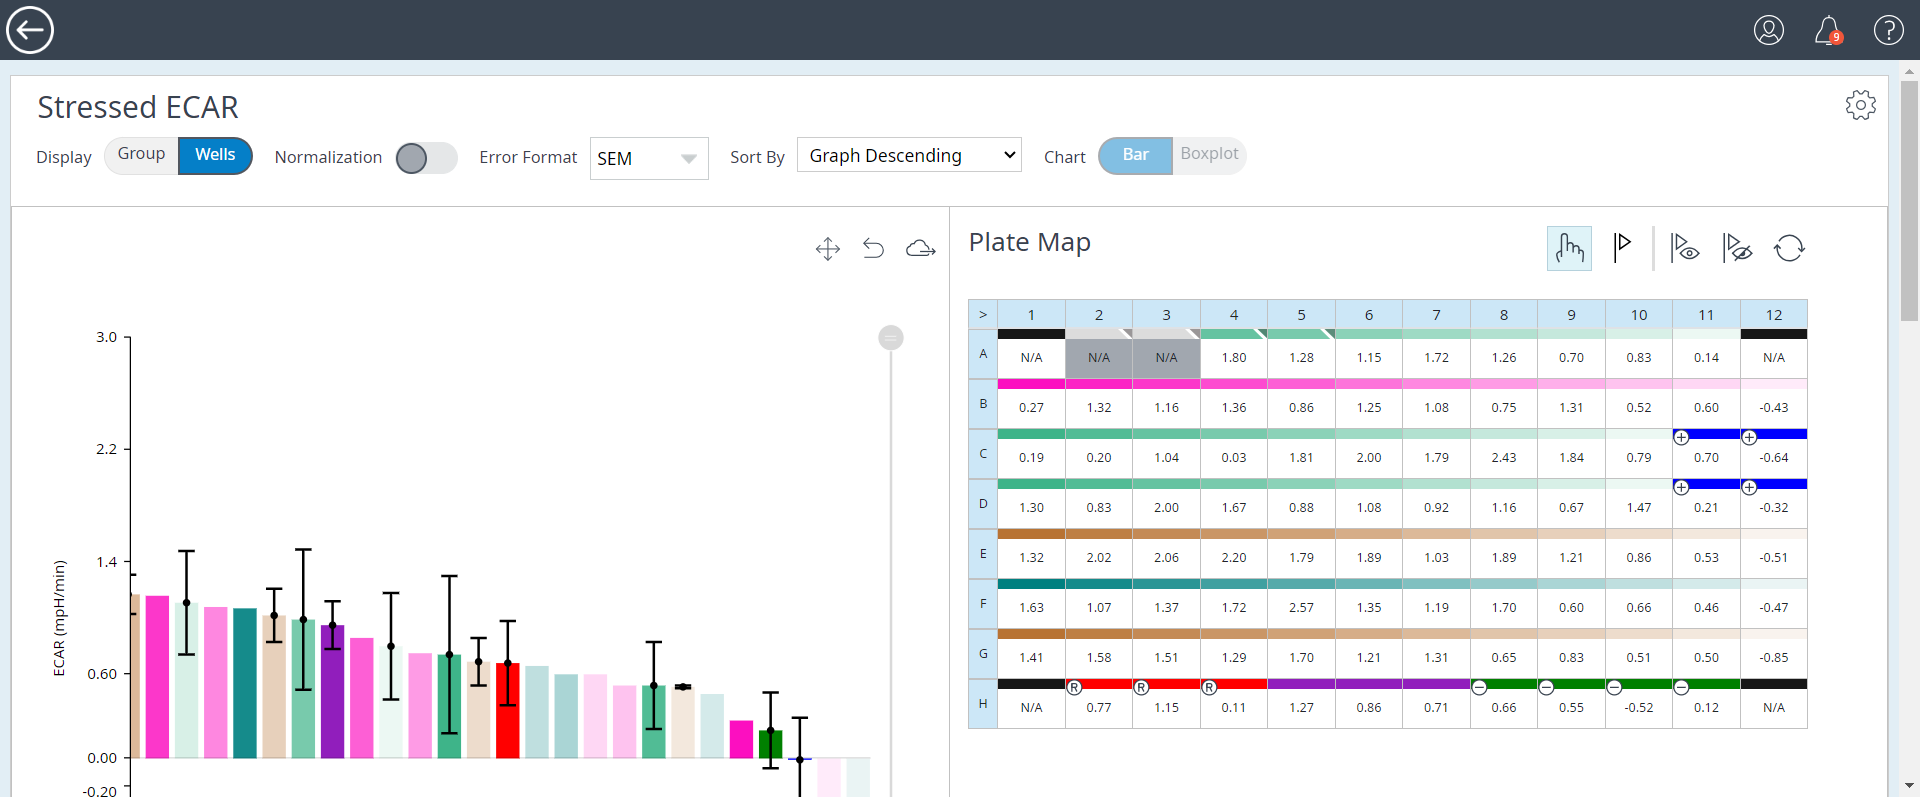 9
Stressed ECAR
Display Group Wells Normalization Error Format SEM Sort By Graph Descending Chart Bar Boxplot
Plate Map
3.0
2.2
1.4
0.60
0.00
-0.20
ECAR (mpH/min)
> 1 2 3 4 5 6 7 8 9 10 11 12
A N/A N/A N/A 1.80 1.28 1.15 1.72 1.26 0.70 0.83 0.14 N/A
B 0.27 1.32 1.16 1.36 0.86 1.25 1.08 0.75 1.31 0.52 0.60 -0.43
C 0.19 0.20 1.04 0.03 1.81 2.00 1.79 2.43 1.84 0.79 0.70 -0.64
D 1.30 0.83 2.00 1.67 0.88 1.08 0.92 1.16 0.67 1.47 0.21 -0.32
E 1.32 2.02 2.06 2.20 1.79 1.89 1.03 1.89 1.21 0.86 0.53 -0.51
F 1.63 1.07 1.37 1.72 2.57 1.35 1.19 1.70 0.60 0.66 0.46 -0.47
G 1.41 1.58 1.51 1.29 1.70 1.21 1.31 0.65 0.83 0.51 0.50 -0.85
R R R
H N/A 0.77 1.15 0.11 1.27 0.86 0.71 0.66 0.55 -0.52 0.12 N/A